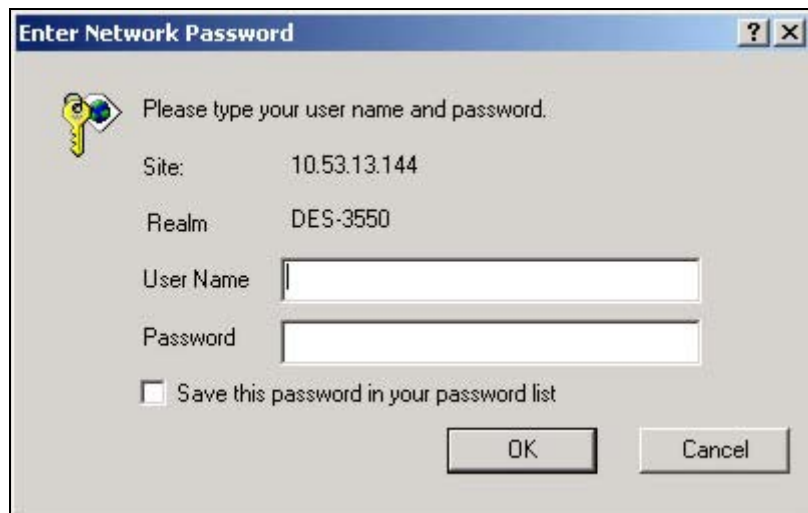 Enter Network Password
Please type your user name and password.
Site: 10.53.13.144
Realm DES-3550
User Name
Password
Save this password in your password list
OK Cancel